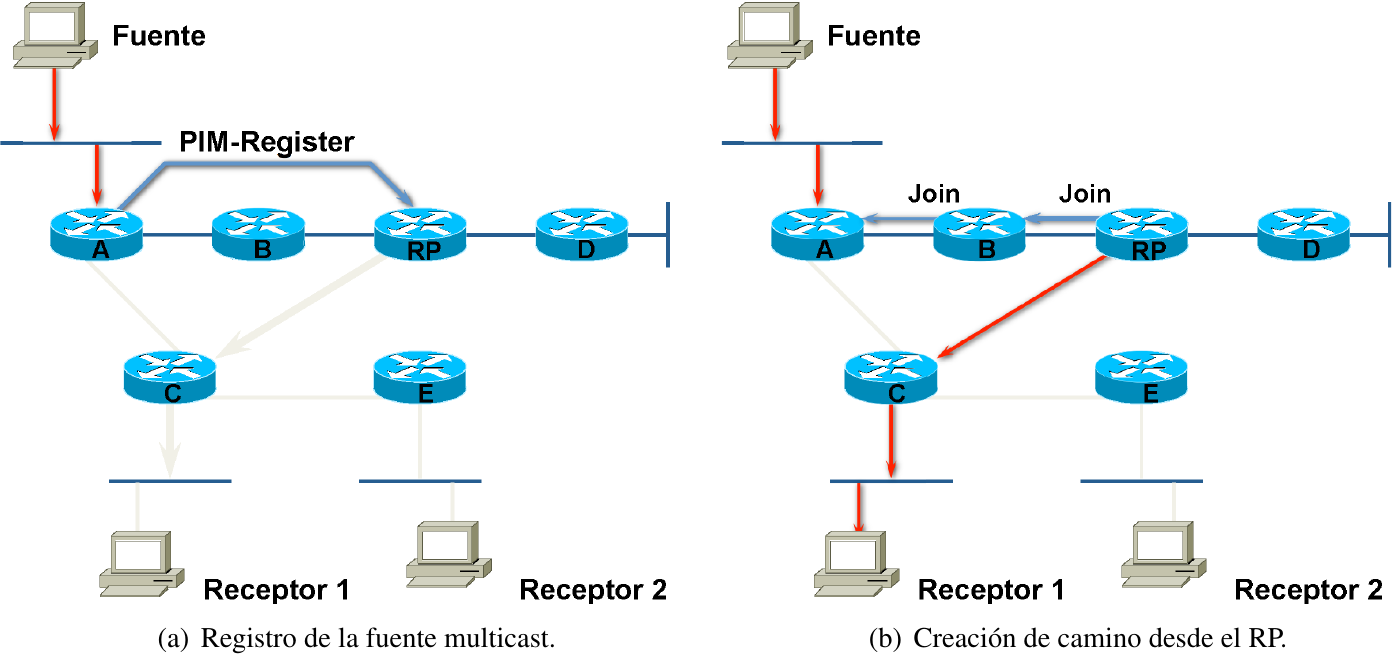 Fuente
PIM-Register
A
B
RP
D
C
E
Receptor 1
Receptor 2
(a) Registro de la fuente multicast.
Fuente
Join
Join
A
B
RP
D
C
E
Receptor 1
Receptor 2
(b) Creación de camino desde el RP.